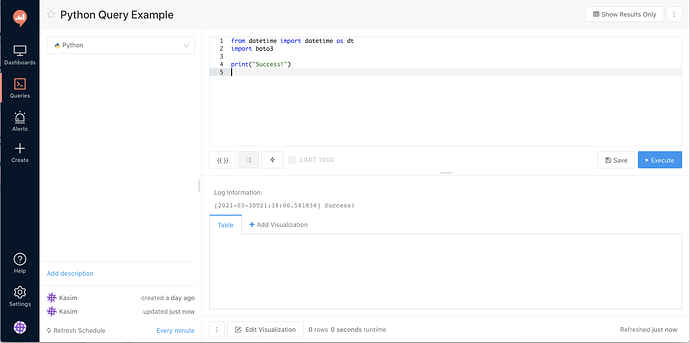 Python Query Example
Show Results Only
Dashboards
Queries
Alerts
Create
Help
Settings
Python
1 from datetime import datetime as dt
2 import boto3
3
4 print("Success!")
5
{{ }}
LIMIT 1000
Save
Execute
Log Information:
[2021-03-30T21:38:00.581838] Success!
Table
+ Add Visualization
Add description
Kasim created a day ago
Kasim updated just now
Refresh Schedule Every minute
Edit Visualization
0 rows 0 seconds runtime
Refreshed just now